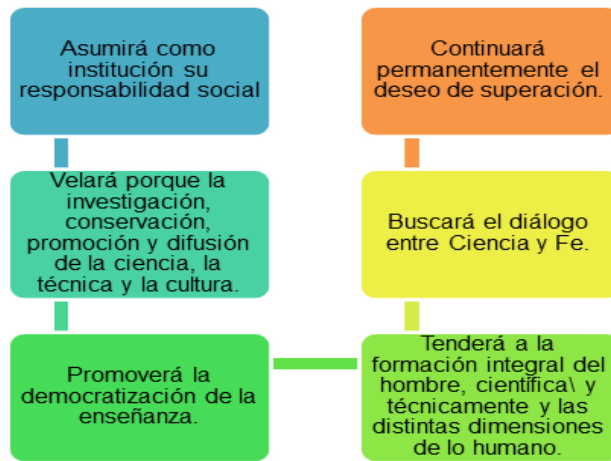 Asumirá como
institución su
responsabilidad social
Velará porque la
investigación,
conservación,
promoción y difusión
de la ciencia, la
técnica y la cultura.
Promoverá la
democratización de la
enseñanza.
Tenderá a la
formación integral del
hombre, científica\ y
técnicamente y las
distintas dimensiones
de lo humano.
Buscará el diálogo
entre Ciencia y Fe.
Continuará
permanentemente el
deseo de superación.